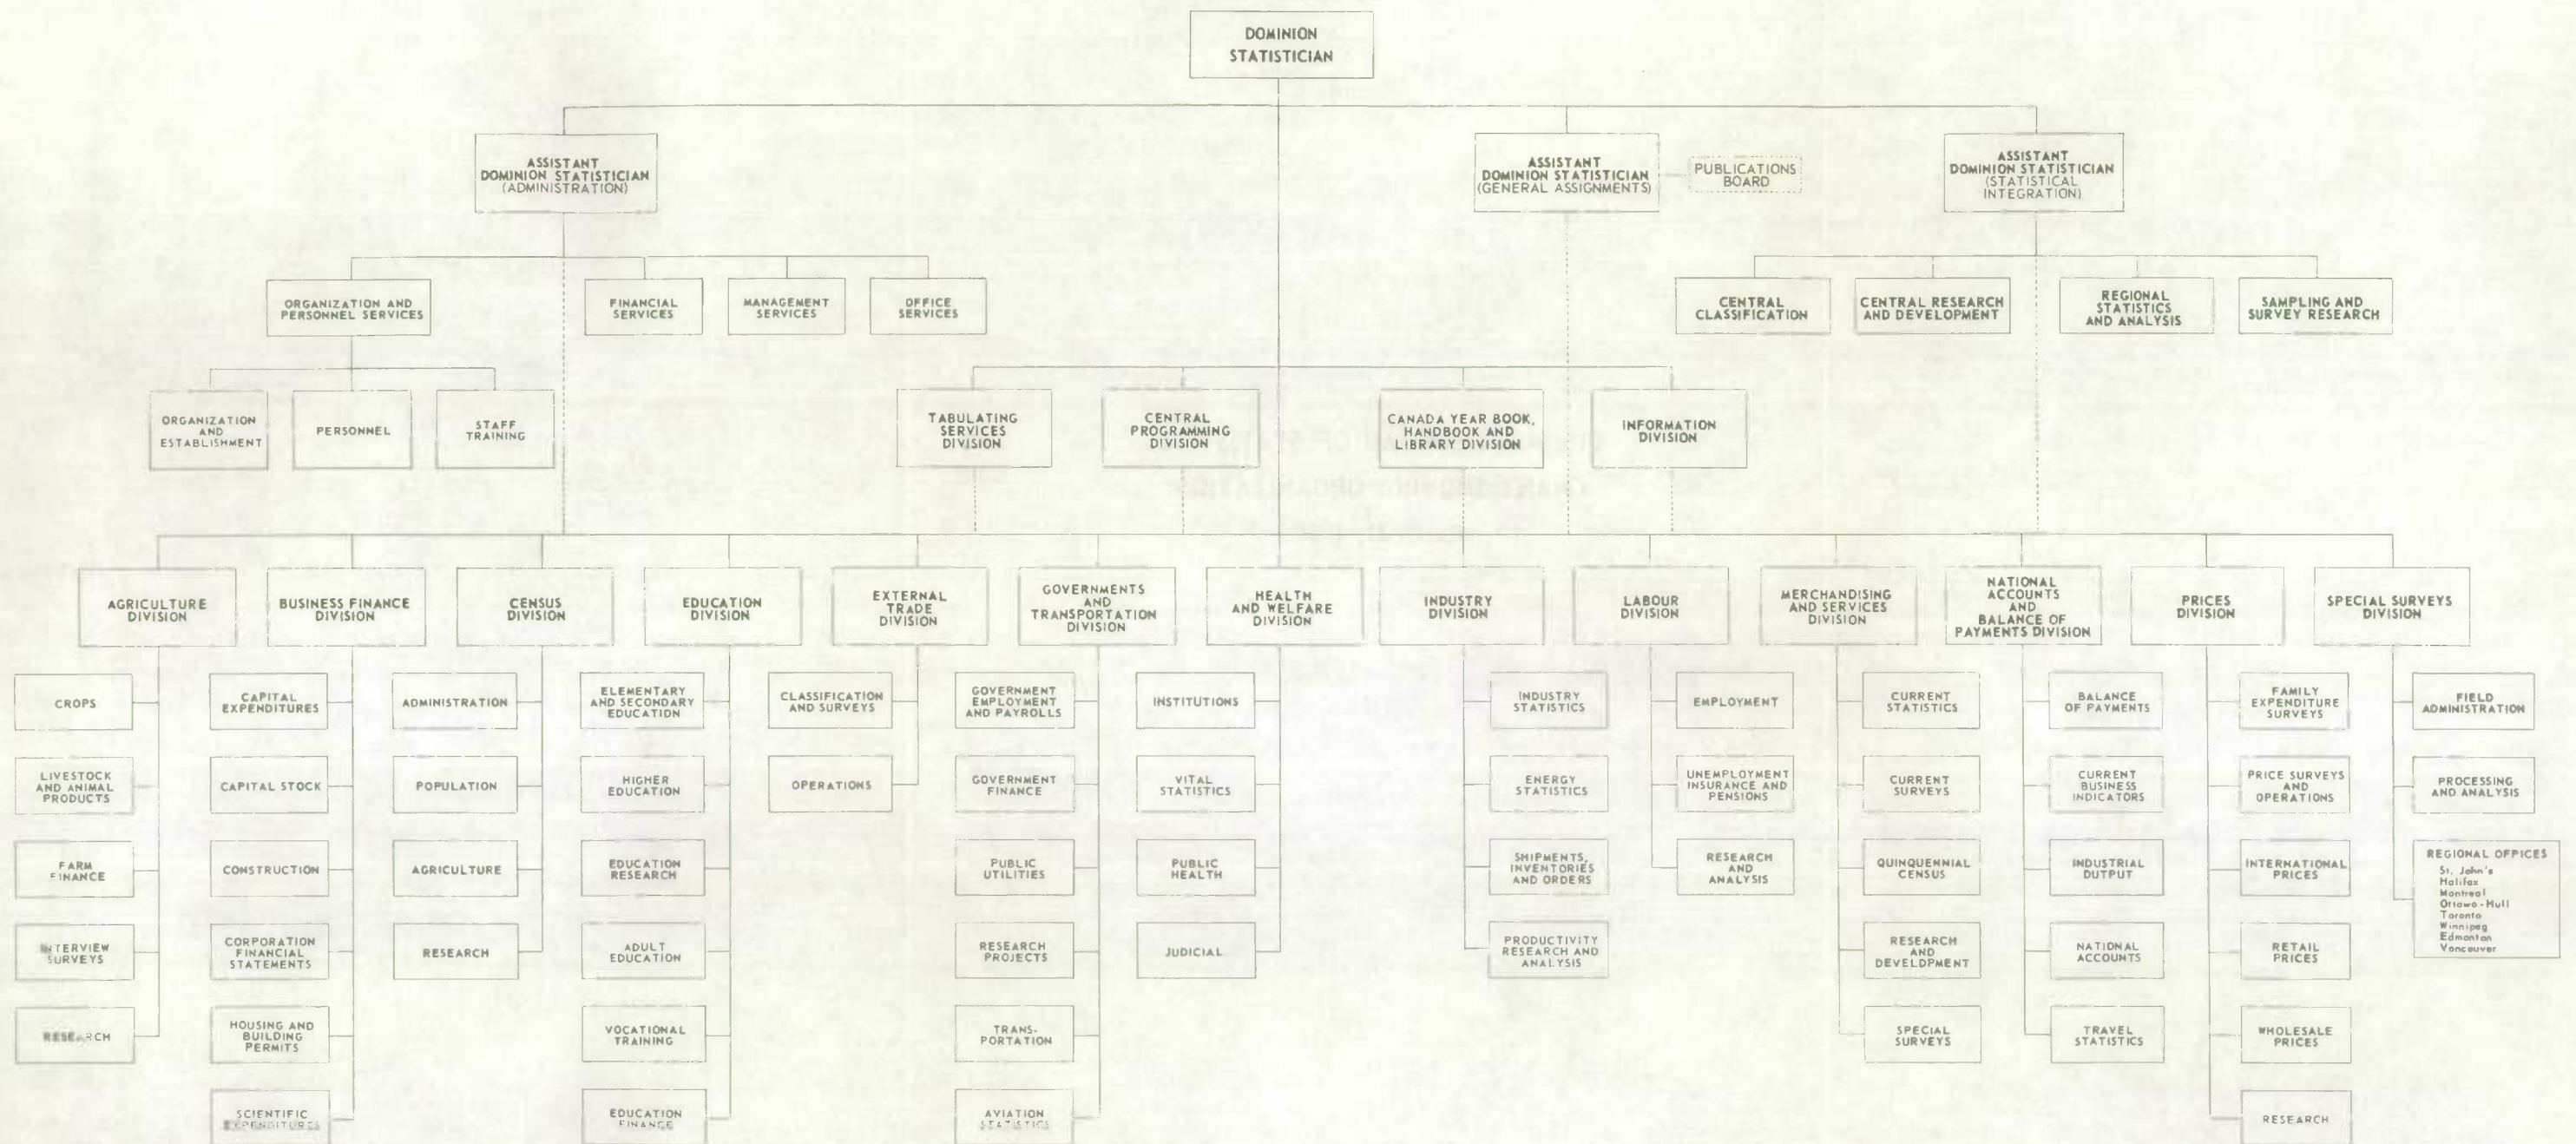 DOMINION
STATISTICIAN
ASSISTANT
DOMINION STATISTICIAN
(ADMINISTRATION)
ASSISTANT
DOMINION STATISTICIAN
(GENERAL ASSIGNMENTS)
PUBLICATIONS
BOARD
ASSISTANT
DOMINION STATISTICIAN
(STATISTICAL
INTEGRATION)
ORGANIZATION AND
PERSONNEL SERVICES
FINANCIAL
SERVICES
MANAGEMENT
SERVICES
OFFICE
SERVICES
CENTRAL
CLASSIFICATION
CENTRAL RESEARCH
AND DEVELOPMENT
REGIONAL
STATISTICS
AND ANALYSIS
SAMPLING AND
SURVEY RESEARCH
ORGANIZATION
AND
ESTABLISHMENT
PERSONNEL
STAFF
TRAINING
TABULATING
SERVICES
DIVISION
CENTRAL
PROGRAMMING
DIVISION
CANADA YEAR BOOK,
HANDBOOK AND
LIBRARY DIVISION
INFORMATION
DIVISION
AGRICULTURE
DIVISION
BUSINESS FINANCE
DIVISION
CENSUS
DIVISION
EDUCATION
DIVISION
EXTERNAL
TRADE
DIVISION
GOVERNMENTS
AND
TRANSPORTATION
DIVISION
HEALTH
AND WELFARE
DIVISION
INDUSTRY
DIVISION
LABOUR
DIVISION
MERCHANDISING
AND SERVICES
DIVISION
NATIONAL
ACCOUNTS
AND
BALANCE OF
PAYMENTS DIVISION
PRICES
DIVISION
SPECIAL SURVEYS
DIVISION
CROPS
LIVESTOCK
AND ANIMAL
PRODUCTS
FARM
FINANCE
INTERVIEW
SURVEYS
RESEARCH
CAPITAL
EXPENDITURES
CAPITAL STOCK
CONSTRUCTION
CORPORATION
FINANCIAL
STATEMENTS
HOUSING AND
BUILDING
PERMITS
SCIENTIFIC
EXPENDITURES
ADMINISTRATION
POPULATION
AGRICULTURE
RESEARCH
ELEMENTARY
AND SECONDARY
EDUCATION
HIGHER
EDUCATION
EDUCATION
RESEARCH
ADULT
EDUCATION
VOCATIONAL
TRAINING
EDUCATION
FINANCE
CLASSIFICATION
AND SURVEYS
OPERATIONS
GOVERNMENT
EMPLOYMENT
AND PAYROLLS
GOVERNMENT
FINANCE
PUBLIC
UTILITIES
RESEARCH
PROJECTS
TRANS-
PORTATION
AVIATION
STATISTICS
INSTITUTIONS
VITAL
STATISTICS
PUBLIC
HEALTH
JUDICIAL
INDUSTRY
STATISTICS
ENERGY
STATISTICS
SHIPMENTS,
INVENTORIES
AND ORDERS
PRODUCTIVITY
RESEARCH AND
ANALYSIS
EMPLOYMENT
UNEMPLOYMENT
INSURANCE AND
PENSIONS
RESEARCH
AND
ANALYSIS
CURRENT
STATISTICS
CURRENT
SURVEYS
QUINQUENNIAL
CENSUS
RESEARCH
AND
DEVELOPMENT
SPECIAL
SURVEYS
BALANCE
OF PAYMENTS
CURRENT
BUSINESS
INDICATORS
INDUSTRIAL
OUTPUT
NATIONAL
ACCOUNTS
TRAVEL
STATISTICS
FAMILY
EXPENDITURE
SURVEYS
PRICE SURVEYS
AND
OPERATIONS
INTERNATIONAL
PRICES
RETAIL
PRICES
WHOLESALE
PRICES
RESEARCH
FIELD
ADMINISTRATION
PROCESSING
AND ANALYSIS
REGIONAL OFFICES
St. John's
Halifax
Montreal
Ottawa-Hull
Toronto
Winnipeg
Edmonton
Vancouver